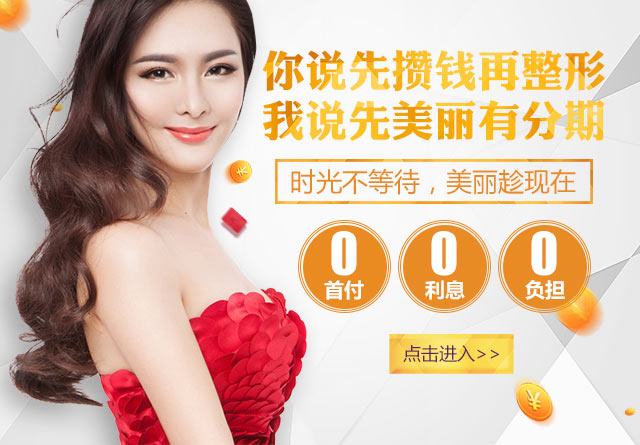 你说先攒钱再整形
我说先美丽有分期
时光不等待，美丽趁现在
0 0 0
首付 利息 负担
点击进入>>
¥